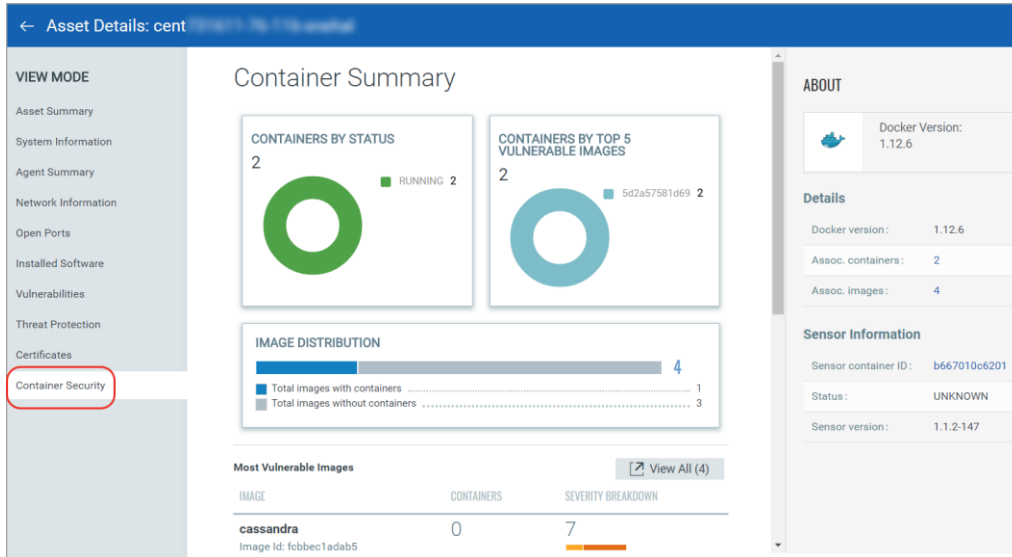 ← Asset Details: cent
VIEW MODE
Asset Summary
System Information
Agent Summary
Network Information
Open Ports
Installed Software
Vulnerabilities
Threat Protection
Certificates
Container Security
Container Summary
CONTAINERS BY STATUS
2
RUNNING 2
CONTAINERS BY TOP 5
VULNERABLE IMAGES
2
5d2a57581d69 2
IMAGE DISTRIBUTION
4
Total images with containers 1
Total images without containers 3
Most Vulnerable Images
View All (4)
IMAGE CONTAINERS SEVERITY BREAKDOWN
cassandra 0 7
Image Id: fcbbec1adab5
ABOUT
Docker Version:
1.12.6
Details
Docker version: 1.12.6
Assoc. containers: 2
Assoc. images: 4
Sensor Information
Sensor container ID: b667010c6201
Status: UNKNOWN
Sensor version: 1.1.2-147